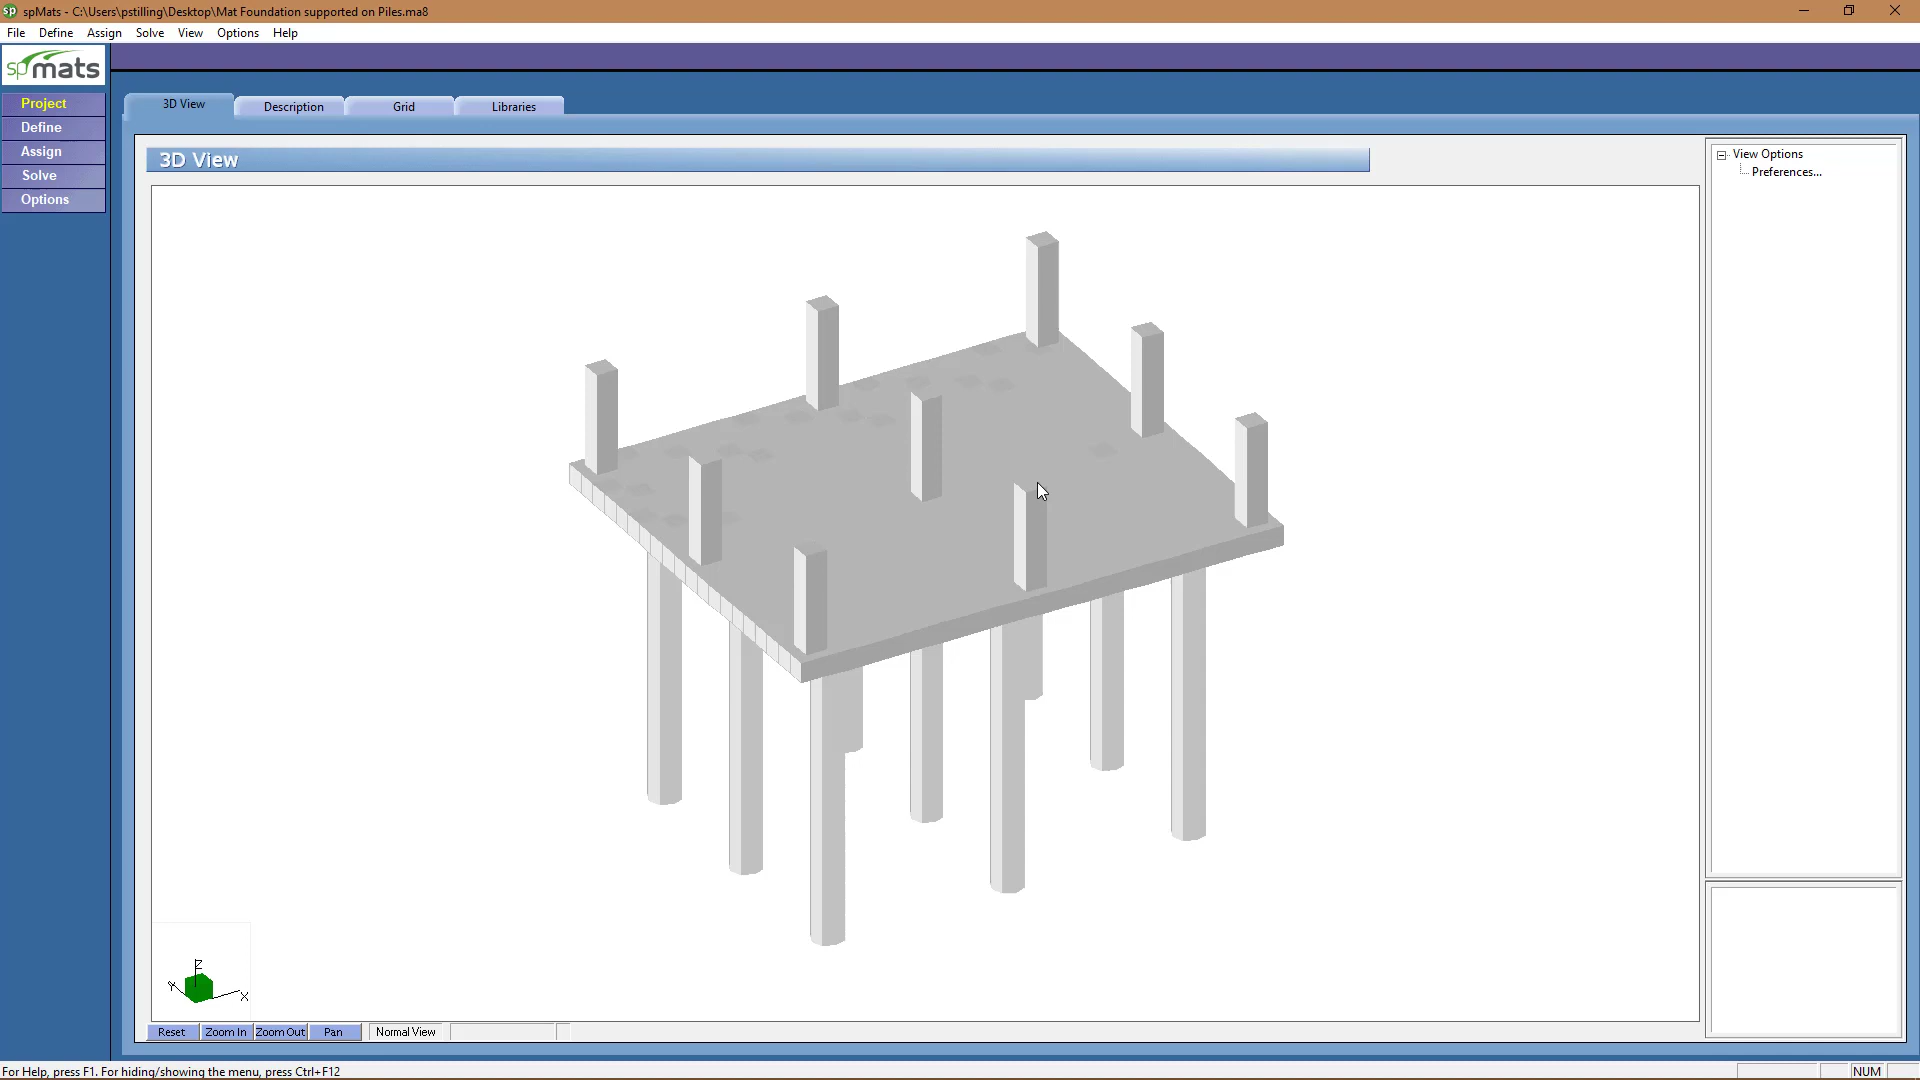 sp spMats - C:\Users\pstilling\Desktop\Mat Foundation supported on Piles.ma8
File Define Assign Solve View Options Help
spmats
Project
Define
Assign
Solve
Options
3D View Description Grid Libraries
3D View
View Options
Preferences...
Z
Y
X
Reset Zoom In Zoom Out Pan Normal View
For Help, press F1. For hiding/showing the menu, press Ctrl+F12
NUM